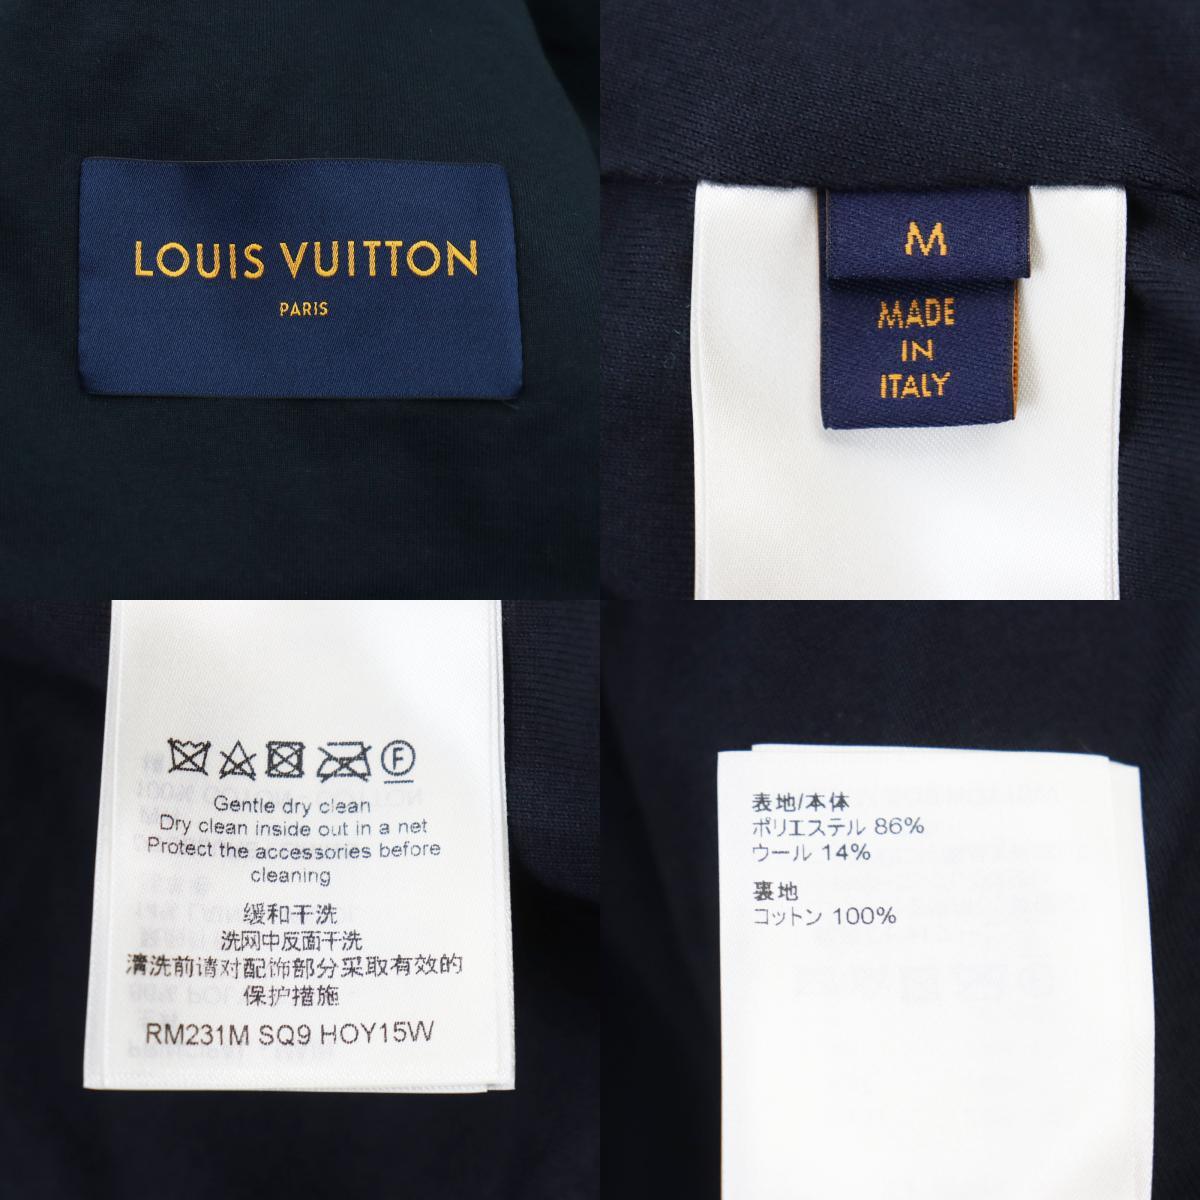 LOUIS VUITTON
PARIS
M
MADE
IN
ITALY
F
Gentle dry clean
Dry clean inside out in a net
Protect the accessories before
cleaning
缓和干洗
洗网中反面干洗
清洗前请对配饰部分采取有效的
保护措施
RM231M SQ9 HOY15W
表地/本体
ポリエステル 86%
ウール 14%
裏地
コットン 100%